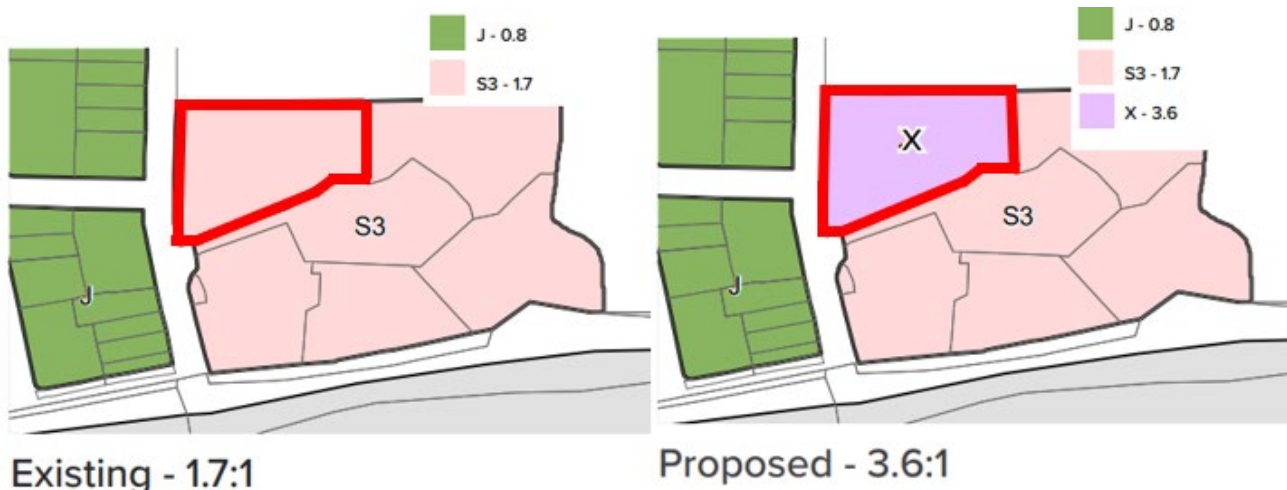 J - 0.8
S3 - 1.7
S3
J
Existing - 1.7:1
J - 0.8
S3 - 1.7
X - 3.6
X
S3
J
Proposed - 3.6:1